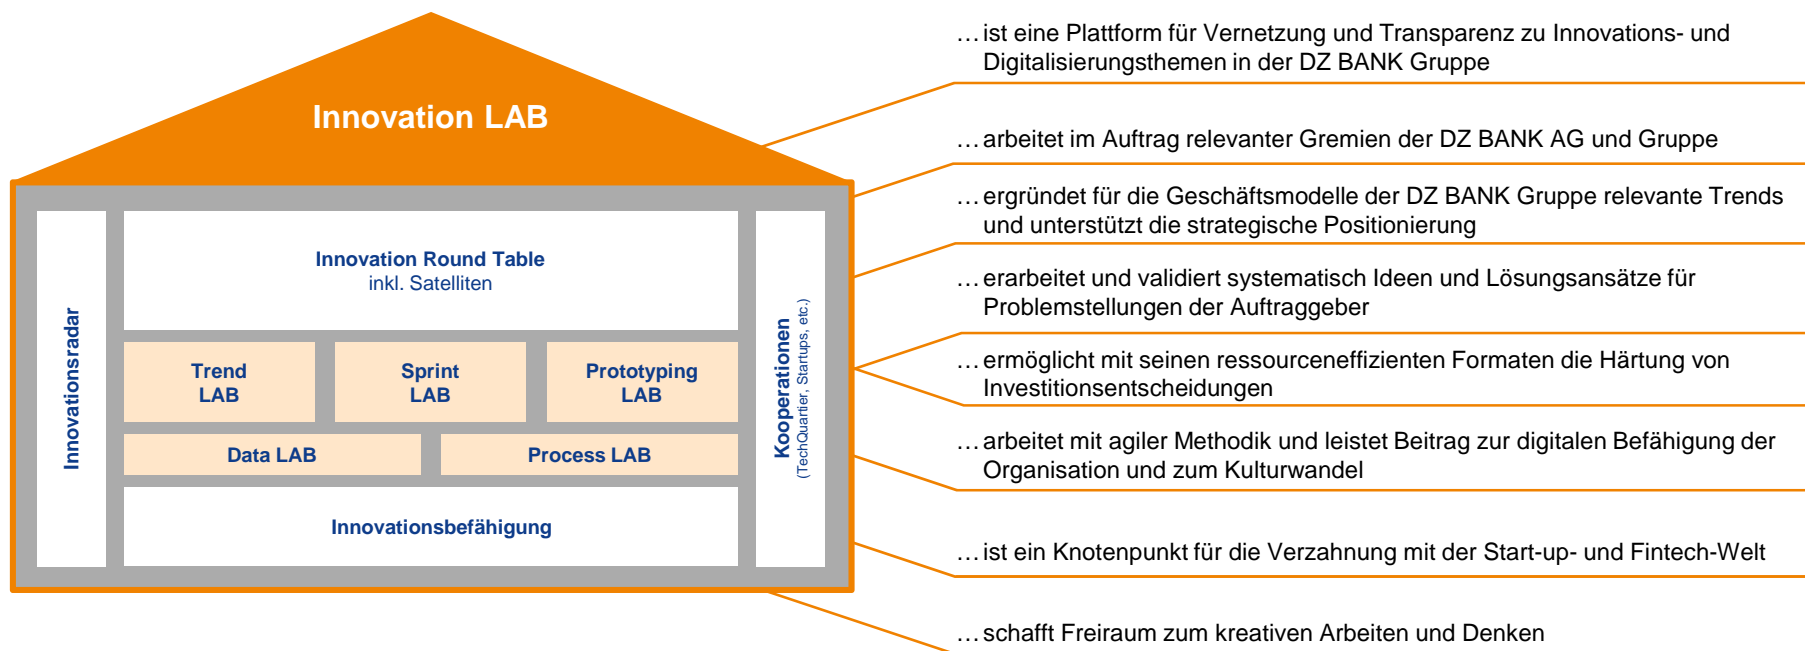 Innovation LAB
Innovationsradar
Innovation Round Table
inkl. Satelliten
Trend
LAB
Sprint
LAB
Prototyping
LAB
Data LAB
Process LAB
Innovationsbefähigung
Kooperationen
(TechQuartier, Startups, etc.)
…ist eine Plattform für Vernetzung und Transparenz zu Innovations- und
Digitalisierungsthemen in der DZ BANK Gruppe
…arbeitet im Auftrag relevanter Gremien der DZ BANK AG und Gruppe
…ergründet für die Geschäftsmodelle der DZ BANK Gruppe relevante Trends
und unterstützt die strategische Positionierung
…erarbeitet und validiert systematisch Ideen und Lösungsansätze für
Problemstellungen der Auftraggeber
…ermöglicht mit seinen ressourceneffizienten Formaten die Härtung von
Investitionsentscheidungen
…arbeitet mit agiler Methodik und leistet Beitrag zur digitalen Befähigung der
Organisation und zum Kulturwandel
…ist ein Knotenpunkt für die Verzahnung mit der Start-up- und Fintech-Welt
…schafft Freiraum zum kreativen Arbeiten und Denken